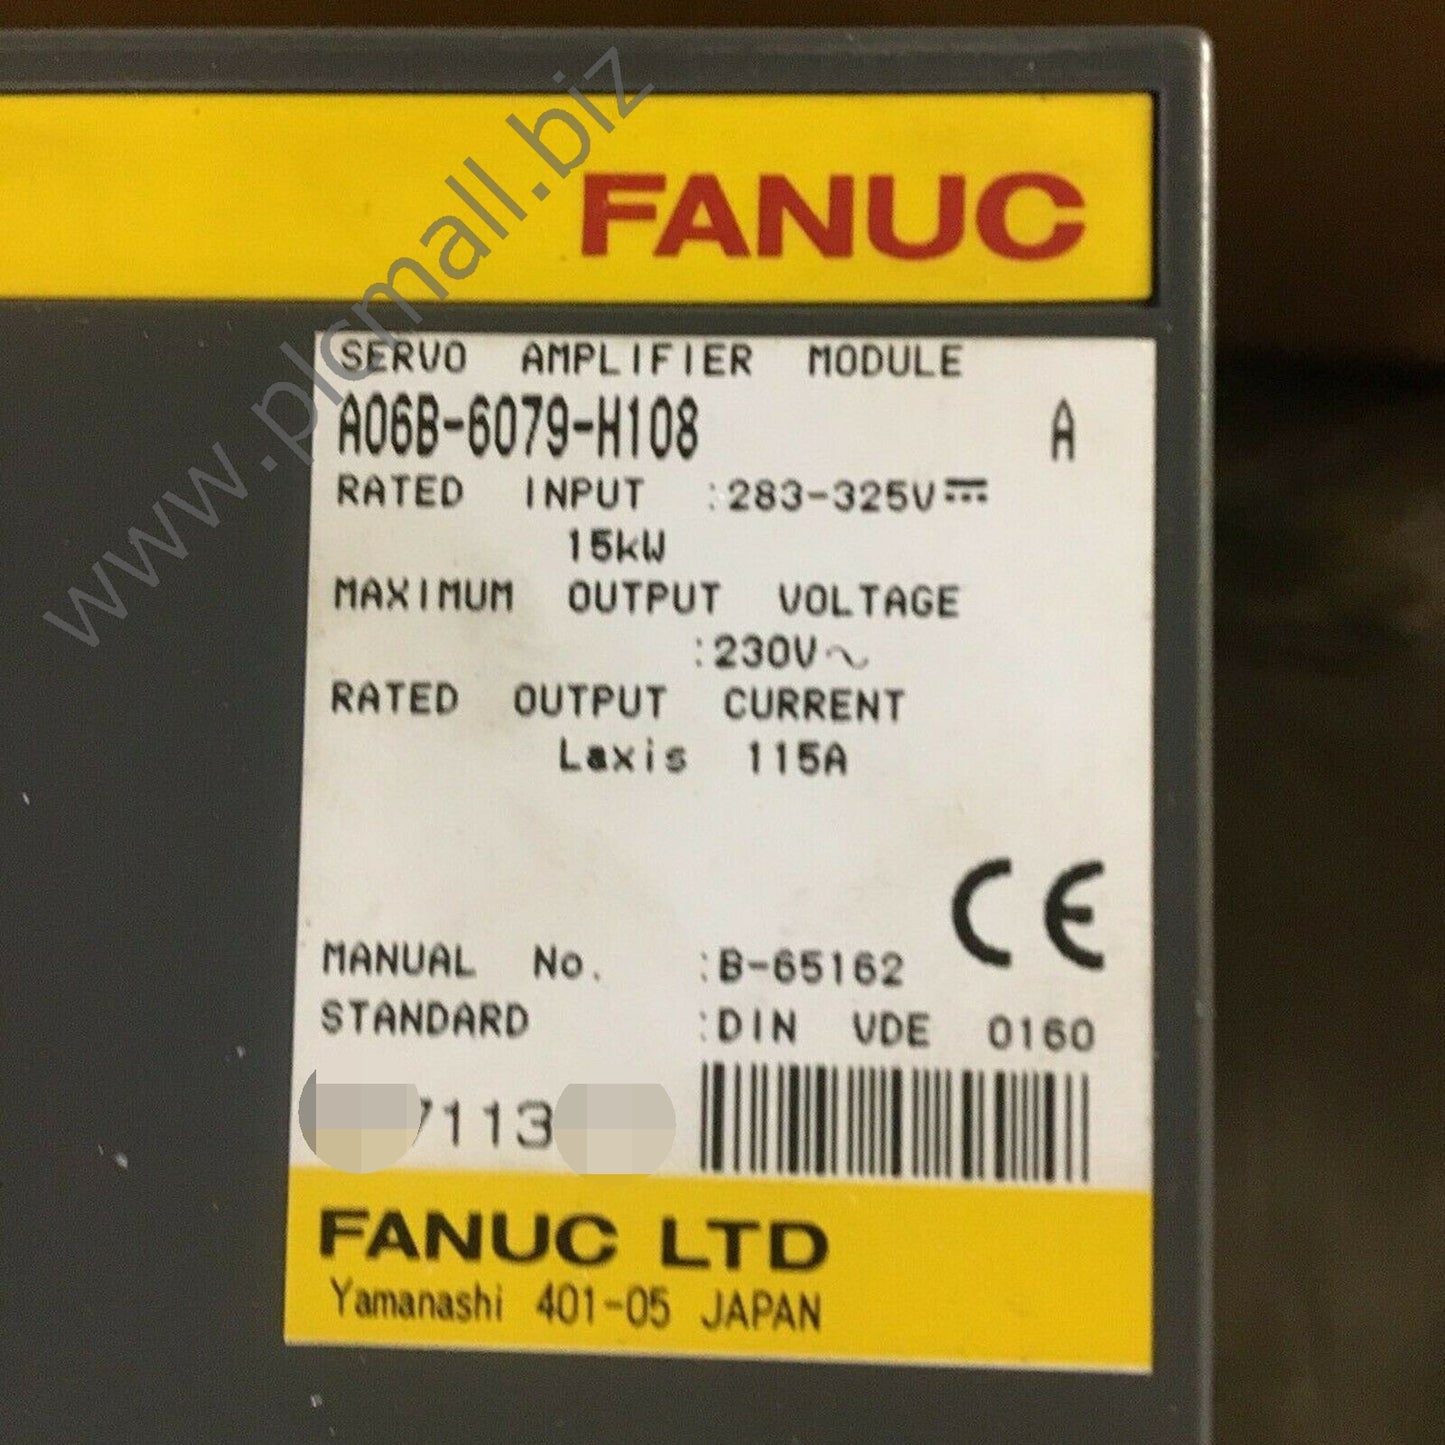 www.plcmall.biz
FANUC
SERVO AMPLIFIER MODULE
A06B-6079-H108 A
RATED INPUT :283-325V⎓
15kW
MAXIMUM OUTPUT VOLTAGE
:230V~
RATED OUTPUT CURRENT
Laxis 115A
CE
MANUAL No. :B-65162
STANDARD :DIN VDE 0160
7113
FANUC LTD
Yamanashi 401-05 JAPAN